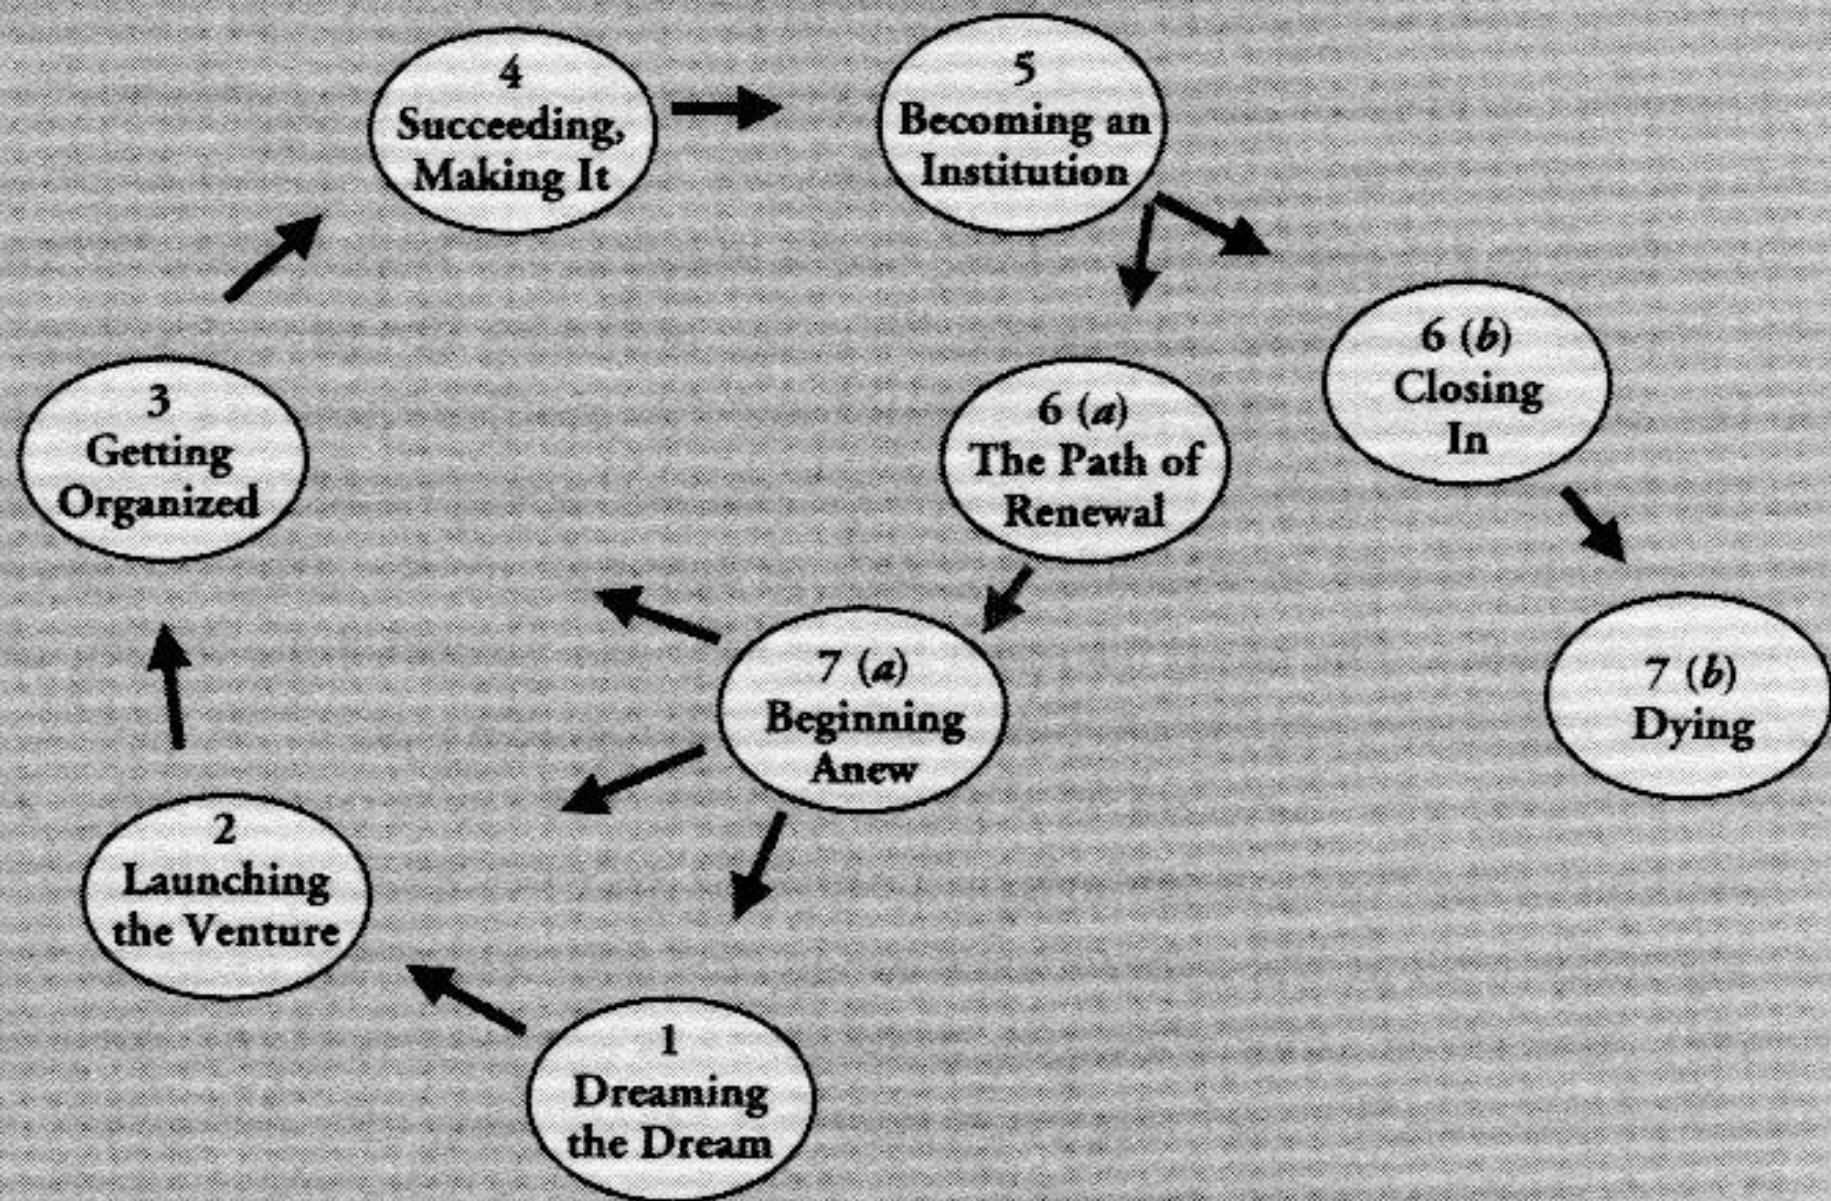 4
Succeeding,
Making It
5
Becoming an
Institution
6 (b)
Closing
In
3
Getting
Organized
6 (a)
The Path of
Renewal
7 (a)
Beginning
Anew
7 (b)
Dying
2
Launching
the Venture
1
Dreaming
the Dream